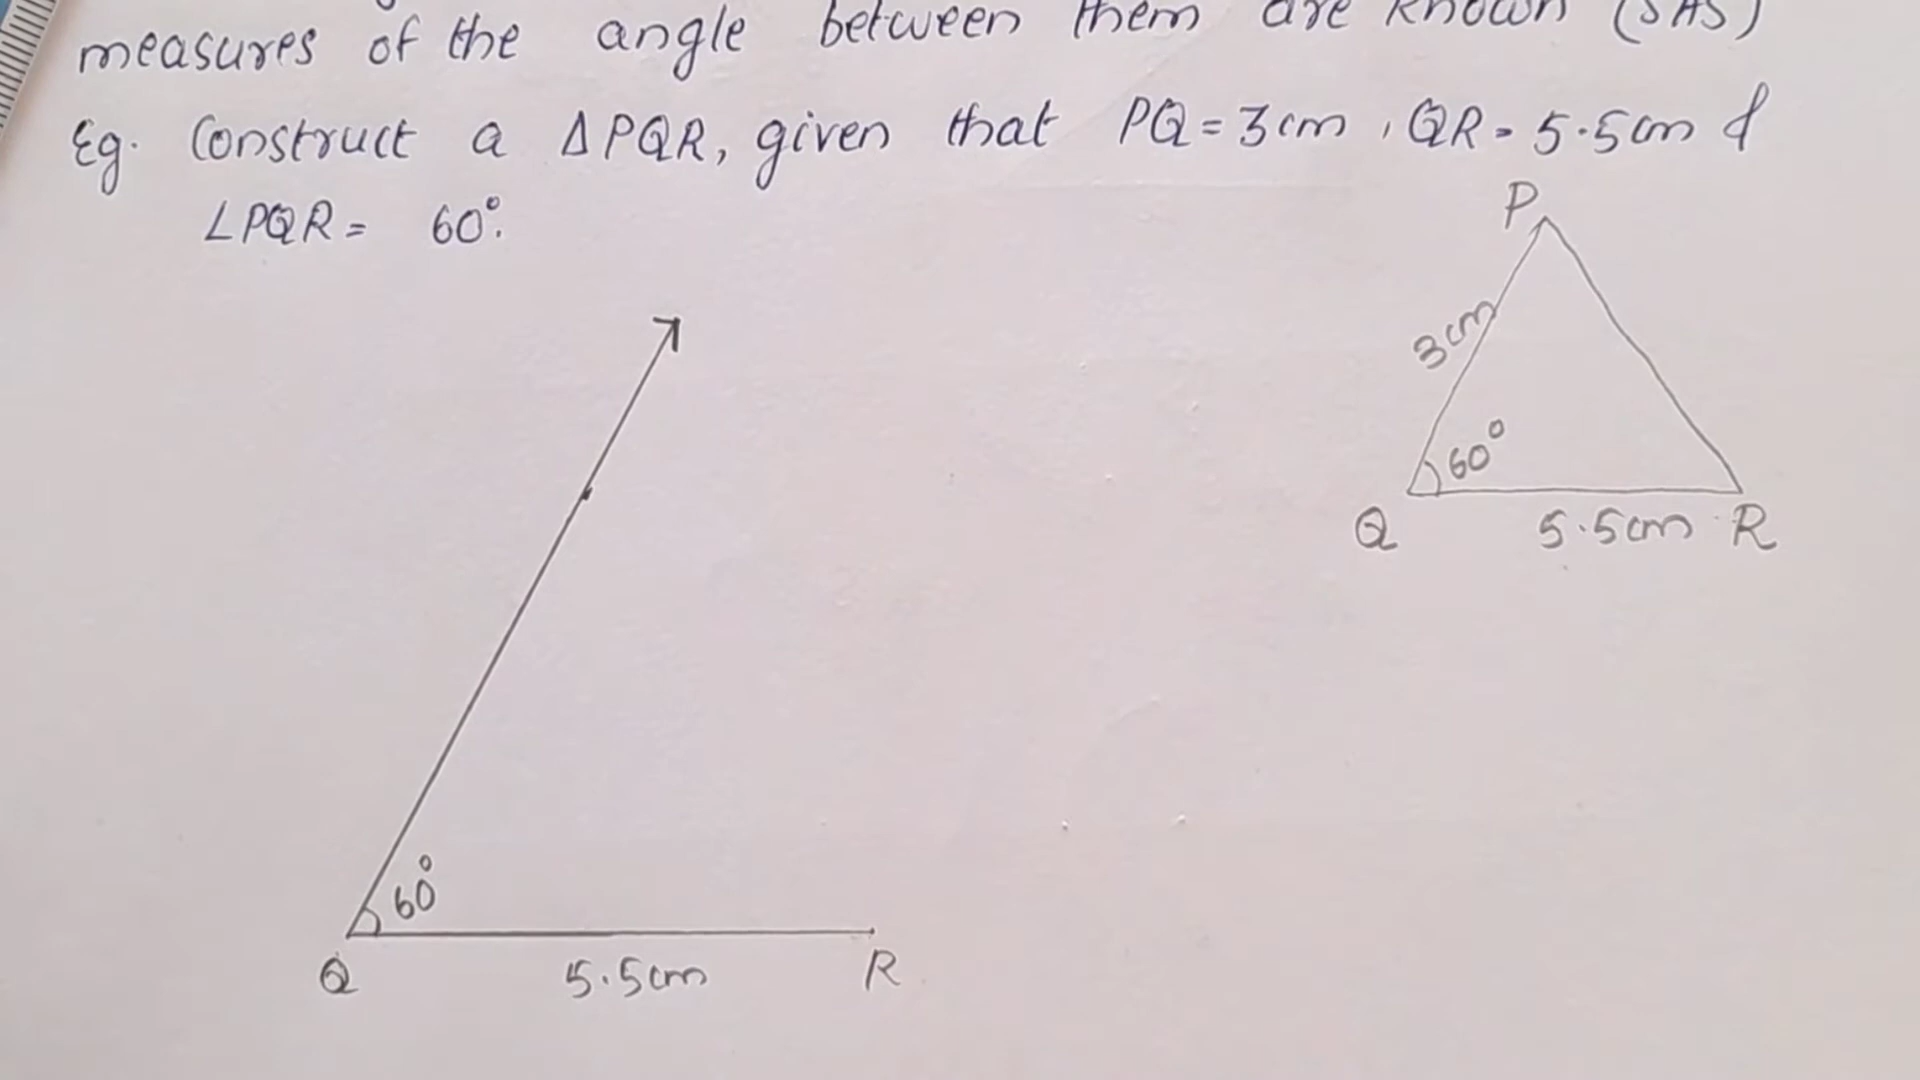 measures of the angle between them are known (SAS)
Eg. Construct a ΔPQR, given that PQ = 3cm, QR = 5.5cm &
∠PQR = 60°.
P
3cm
60°
Q 5.5cm R
60°
Q 5.5cm R